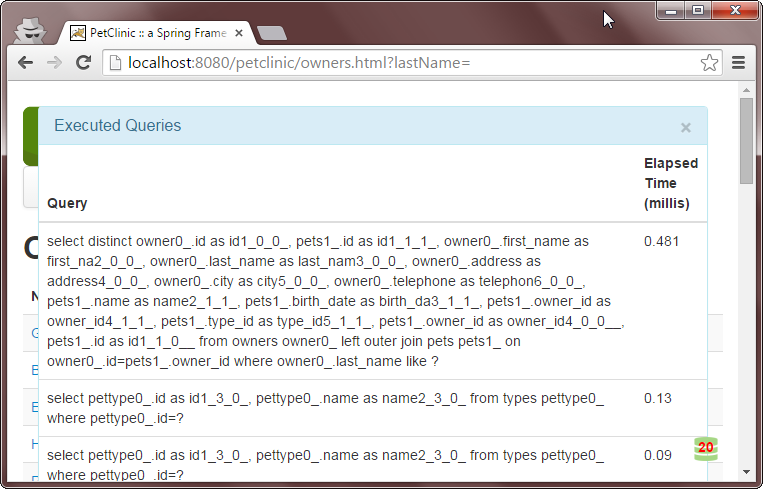 PetClinic :: a Spring Frame
localhost:8080/petclinic/owners.html?lastName=
Executed Queries
×
Elapsed
Time
Query
(millis)
select distinct owner0_.id as id1_0_0_, pets1_.id as id1_1_1_, owner0_.first_name as
0.481
first_na2_0_0_, owner0_.last_name as last_nam3_0_0_, owner0_.address as
address4_0_0_, owner0_.city as city5_0_0_, owner0_.telephone as telephon6_0_0_,
pets1_.name as name2_1_1_, pets1_.birth_date as birth_da3_1_1_, pets1_.owner_id as
owner_id4_1_1_, pets1_.type_id as type_id5_1_1_, pets1_.owner_id as owner_id4_0_0__,
pets1_.id as id1_1_0__ from owners owner0_ left outer join pets pets1_ on
owner0_.id=pets1_.owner_id where owner0_.last_name like ?
select pettype0_.id as id1_3_0_, pettype0_.name as name2_3_0_ from types pettype0_
0.13
where pettype0_.id=?
select pettype0_.id as id1_3_0_, pettype0_.name as name2_3_0_ from types pettype0_
0.09
20
where pettype0_.id=?